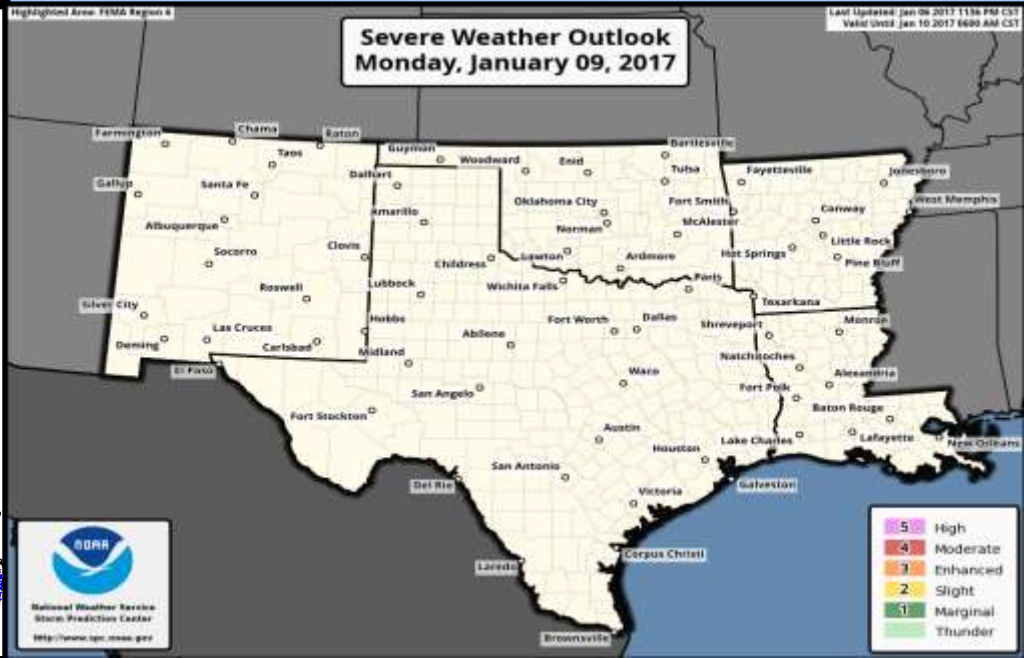 Highlighted Area: FEMA Region 6
Last Updated: Jan 06 2017 1136 PM CST
Valid Until: Jan 10 2017 0600 AM CST
Severe Weather Outlook
Monday, January 09, 2017
Farmington
Chama
Raton
Taos
Guymon
Woodward
Enid
Bartlesville
Gallup
Santa Fe
Dalhart
Tulsa
Fayetteville
Jonesboro
Albuquerque
Amarillo
Oklahoma City
Fort Smith
Conway
West Memphis
Norman
McAlester
Socorro
Clovis
Childress
Lawton
Ardmore
Hot Springs
Little Rock
Pine Bluff
Roswell
Lubbock
Wichita Falls
Paris
Texarkana
Silver City
Las Cruces
Hobbs
Abilene
Fort Worth
Dallas
Shreveport
Monroe
Deming
Carlsbad
Midland
Natchitoches
El Paso
San Angelo
Waco
Fort Polk
Alexandria
Fort Stockton
Austin
Baton Rouge
Houston
Lake Charles
Lafayette
New Orleans
San Antonio
Del Rio
Victoria
Galveston
Corpus Christi
Laredo
Brownsville
NOAA
National Weather Service
Storm Prediction Center
http://www.spc.noaa.gov
5 High
4 Moderate
3 Enhanced
2 Slight
1 Marginal
Thunder